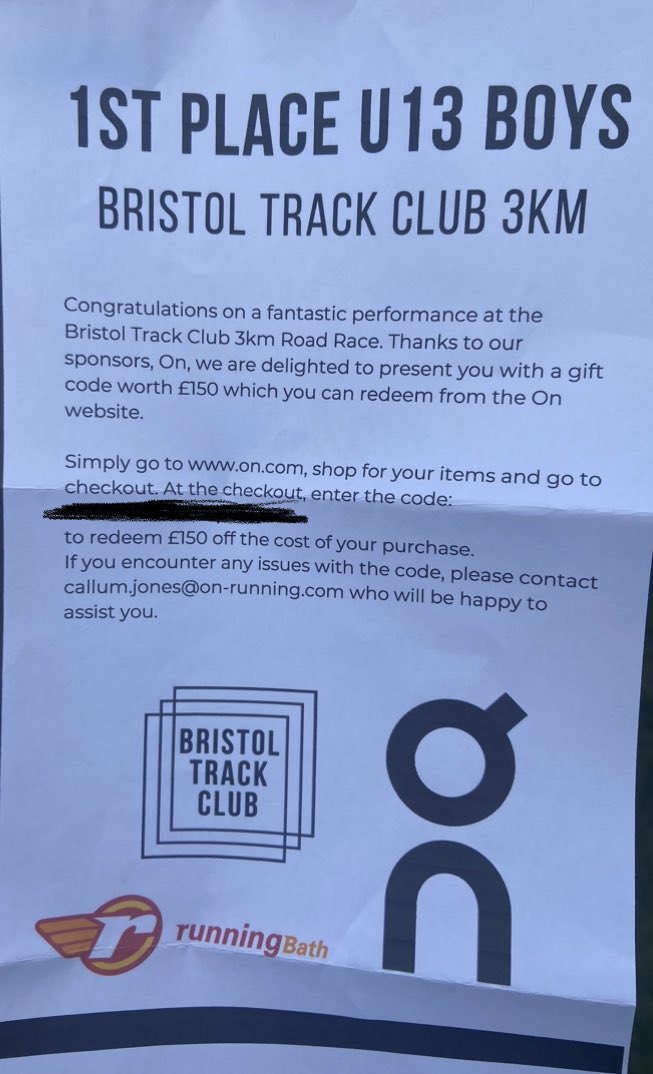 1ST PLACE U13 BOYS
BRISTOL TRACK CLUB 3KM
Congratulations on a fantastic performance at the
Bristol Track Club 3km Road Race. Thanks to our
sponsors, On, we are delighted to present you with a gift
code worth £150 which you can redeem from the On
website.
Simply go to www.on.com, shop for your items and go to
checkout. At the checkout, enter the code:
to redeem £150 off the cost of your purchase.
If you encounter any issues with the code, please contact
callum.jones@on-running.com who will be happy to
assist you.
BRISTOL
TRACK
CLUB
On
r runningBath